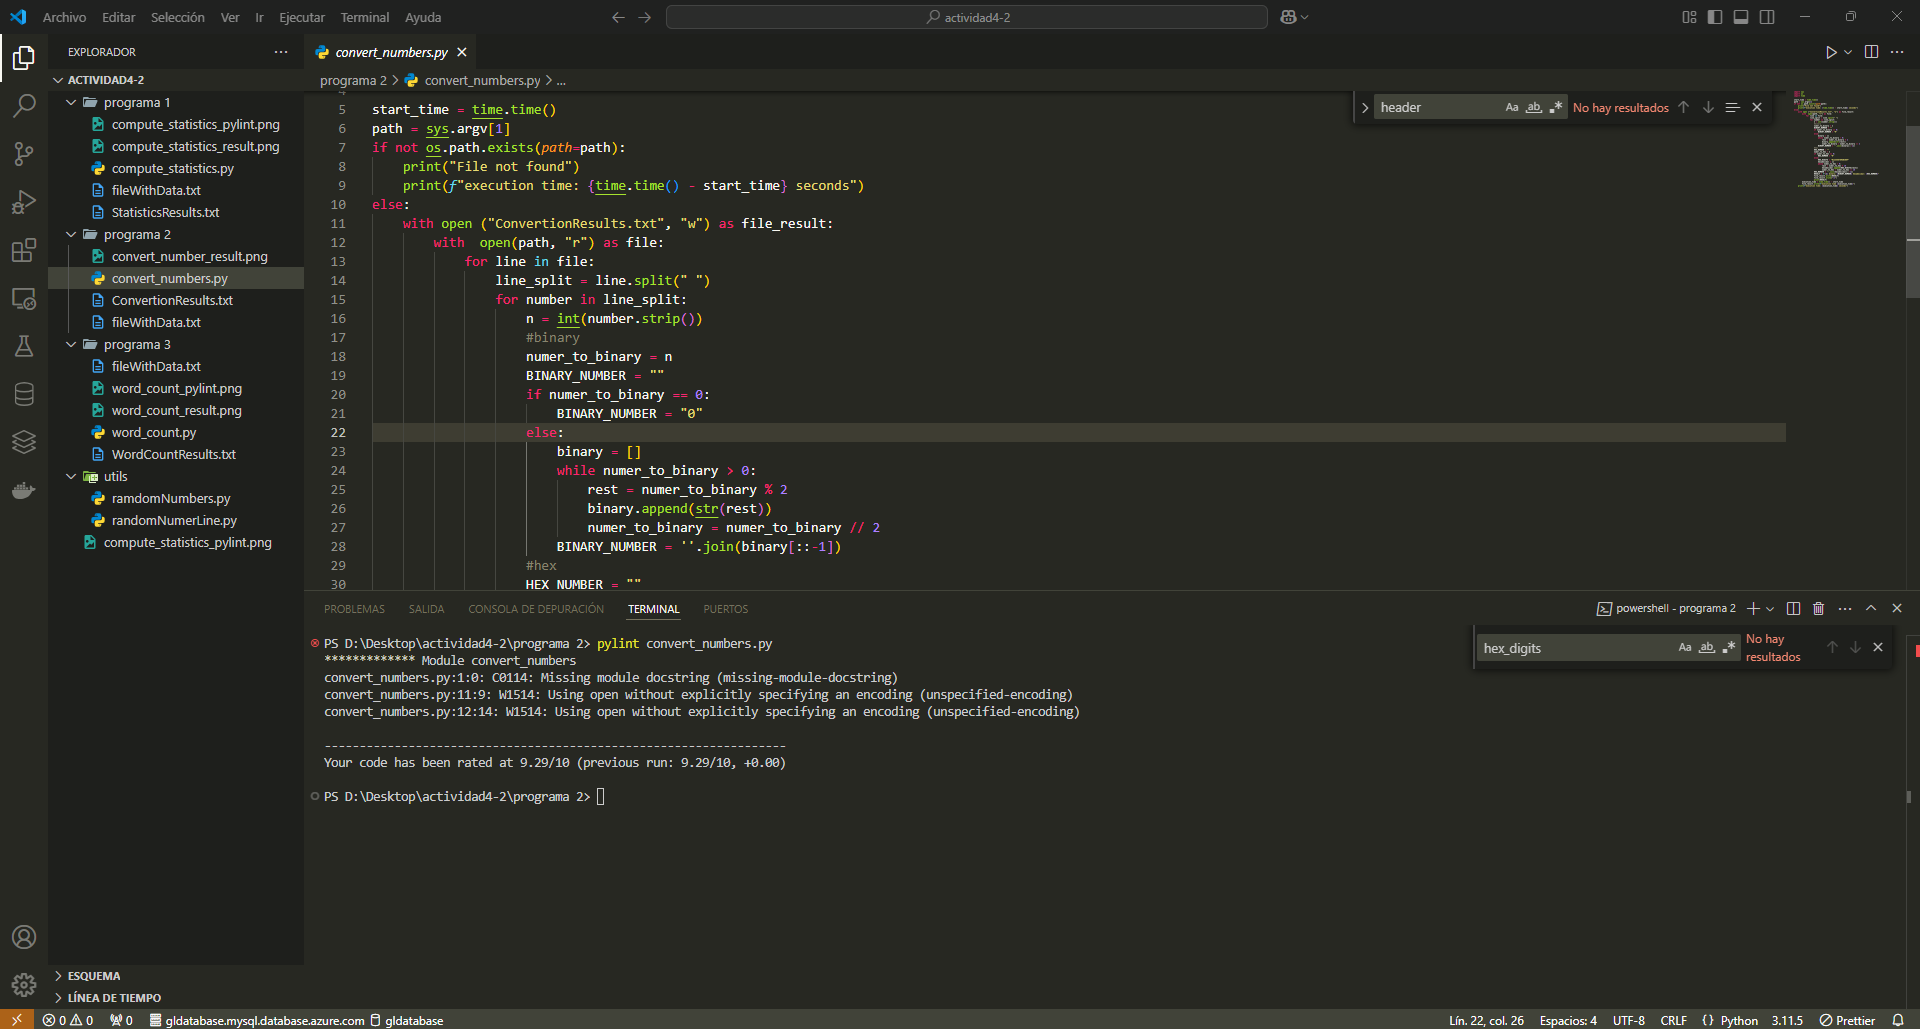 Archivo Editar Selección Ver Ir Ejecutar Terminal Ayuda
actividad4-2
EXPLORADOR
ACTIVIDAD4-2
programa 1
compute_statistics_pylint.png
compute_statistics_result.png
compute_statistics.py
fileWithData.txt
StatisticsResults.txt
programa 2
convert_number_result.png
convert_numbers.py
ConvertionResults.txt
fileWithData.txt
programa 3
fileWithData.txt
word_count_pylint.png
word_count_result.png
word_count.py
WordCountResults.txt
utils
ramdomNumbers.py
randomNumerLine.py
compute_statistics_pylint.png
ESQUEMA
LÍNEA DE TIEMPO
convert_numbers.py
programa 2 > convert_numbers.py > ...
header Aa ab .* No hay resultados
4
5 start_time = time.time()
6 path = sys.argv[1]
7 if not os.path.exists(path=path):
8 print("File not found")
9 print(f"execution time: {time.time() - start_time} seconds")
10 else:
11 with open ("ConvertionResults.txt", "w") as file_result:
12 with  open(path, "r") as file:
13 for line in file:
14 line_split = line.split(" ")
15 for number in line_split:
16 n = int(number.strip())
17 #binary
18 numer_to_binary = n
19 BINARY_NUMBER = ""
20 if numer_to_binary == 0:
21 BINARY_NUMBER = "0"
22 else:
23 binary = []
24 while numer_to_binary > 0:
25 rest = numer_to_binary % 2
26 binary.append(str(rest))
27 numer_to_binary = numer_to_binary // 2
28 BINARY_NUMBER = ''.join(binary[::-1])
29 #hex
30 HEX_NUMBER = ""
PROBLEMAS SALIDA CONSOLA DE DEPURACIÓN TERMINAL PUERTOS
powershell - programa 2
hex_digits Aa ab .* No hay
resultados
PS D:\Desktop\actividad4-2\programa 2> pylint convert_numbers.py
************* Module convert_numbers
convert_numbers.py:1:0: C0114: Missing module docstring (missing-module-docstring)
convert_numbers.py:11:9: W1514: Using open without explicitly specifying an encoding (unspecified-encoding)
convert_numbers.py:12:14: W1514: Using open without explicitly specifying an encoding (unspecified-encoding)
------------------------------------------------------------------
Your code has been rated at 9.29/10 (previous run: 9.29/10, +0.00)
PS D:\Desktop\actividad4-2\programa 2>
0 0 0 gldatabase.mysql.database.azure.com gldatabase
Lín. 22, col. 26 Espacios: 4 UTF-8 CRLF {} Python 3.11.5 Prettier